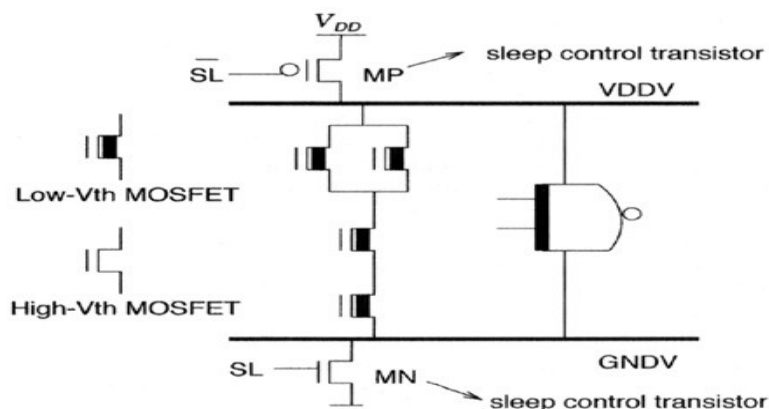 V_DD
SL
MP
sleep control transistor
VDDV
Low-Vth MOSFET
High-Vth MOSFET
GNDV
SL
MN
sleep control transistor